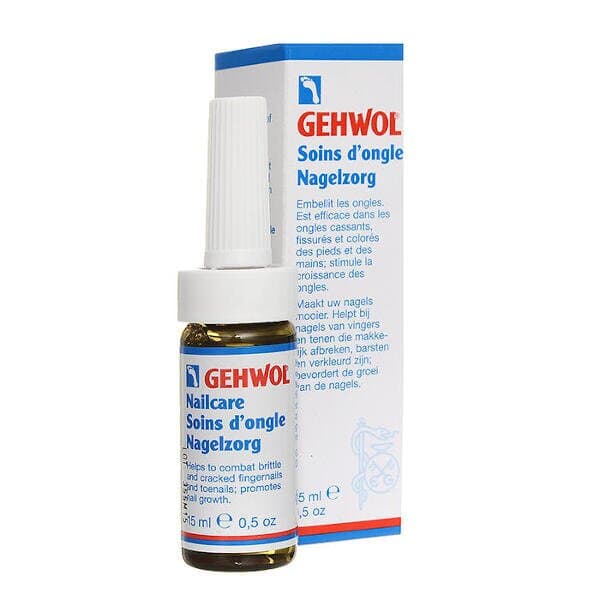 GEHWOL
Soins d'ongle
Nagelzorg
Embellit les ongles.
Est efficace dans les
ongles cassants,
fissurés et colorés
des pieds et des
mains; stimule la
croissance des
ongles.
Maakt uw nagels
mooier. Helpt bij
nagels van vingers
en tenen die makke-
lijk afbreken, barsten
en verkleurd zijn;
bevordert de groei
van de nagels.
15 ml e
0,5 oz
GEHWOL®
Nailcare
Soins d'ongle
Nagelzorg
Helps to combat brittle
and cracked fingernails
and toenails; promotes
nail growth.
15 ml e 0,5 oz